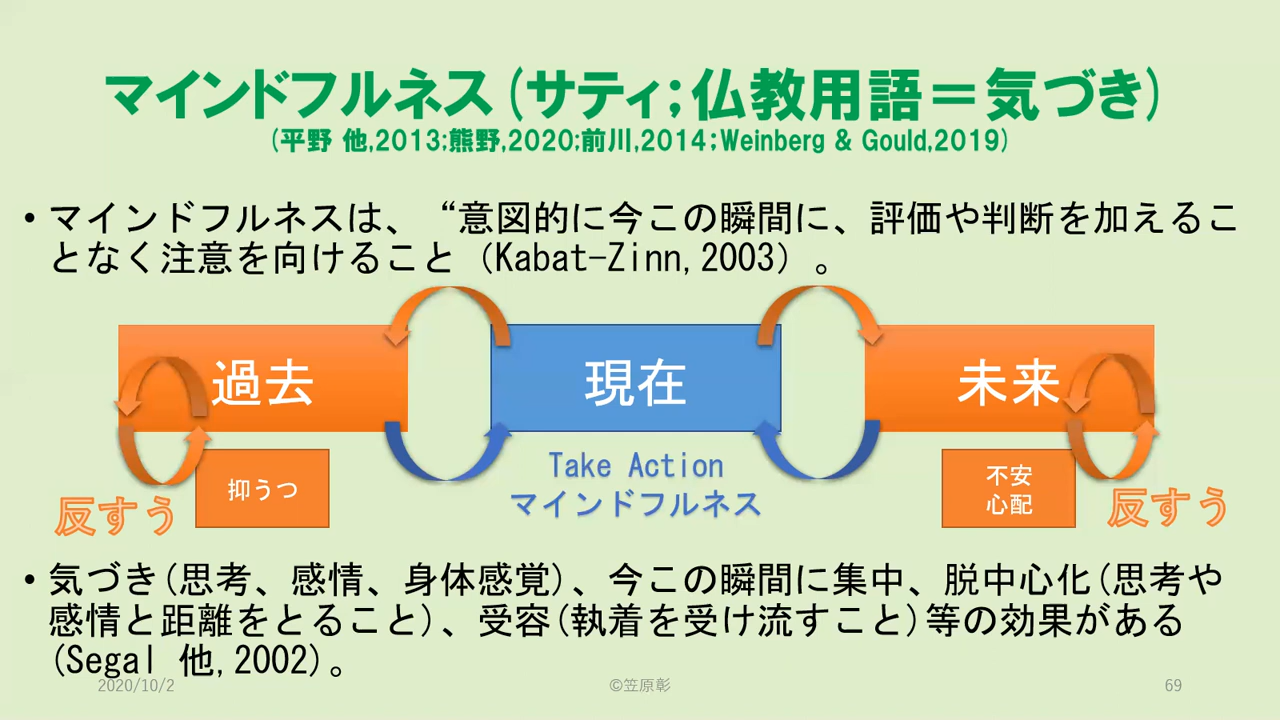 マインドフルネス(サティ;仏教用語＝気づき)
(平野 他,2013;熊野,2020;前川,2014;Weinberg & Gould,2019)
• マインドフルネスは、“意図的に今この瞬間に、評価や判断を加えるこ
となく注意を向けること（Kabat-Zinn,2003）。
過去
現在
未来
抑うつ
反すう
Take Action
マインドフルネス
不安
心配
反すう
• 気づき(思考、感情、身体感覚)、今この瞬間に集中、脱中心化(思考や
感情と距離をとること)、受容(執着を受け流すこと)等の効果がある
(Segal 他,2002)。
2020/10/2
©笠原彰
69